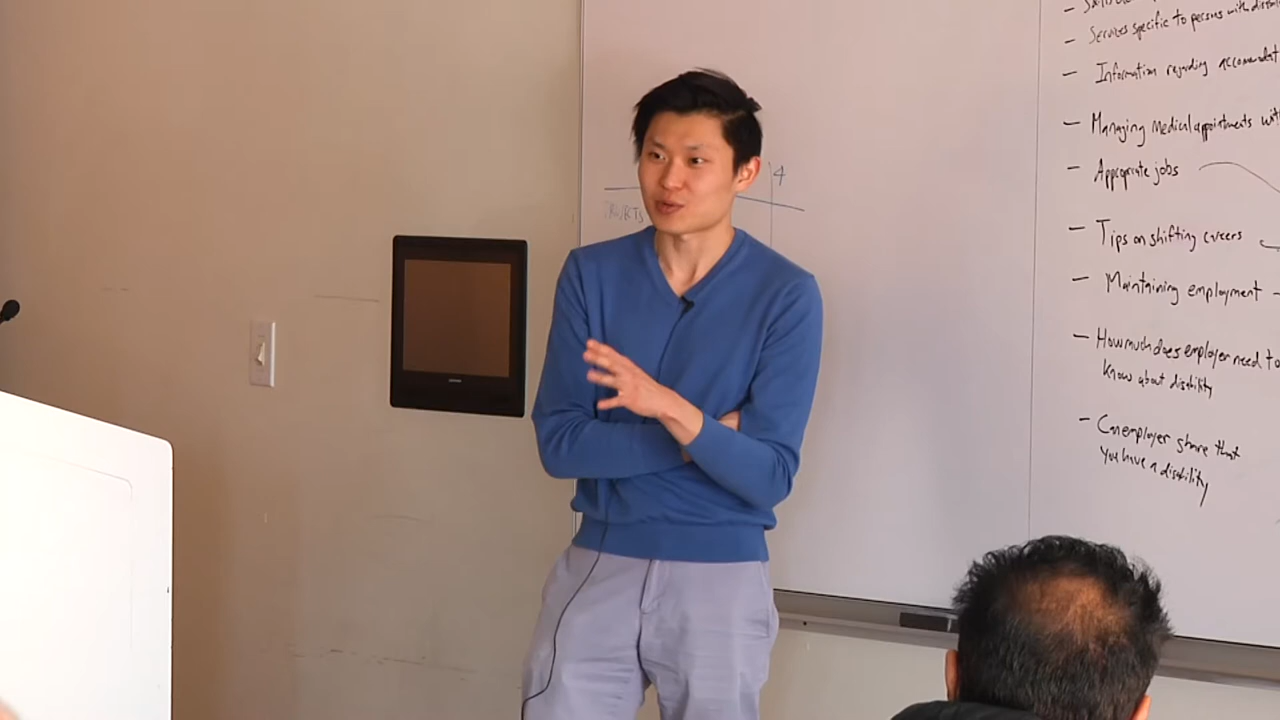 4
- Services specific to persons with
- Information regarding
- Managing Medical appointments
- Appropriate jobs
- Tips on shifting careers
- Maintaining employment -
- How much does employer need to
know about disability
- Can employer share that
you have a disability